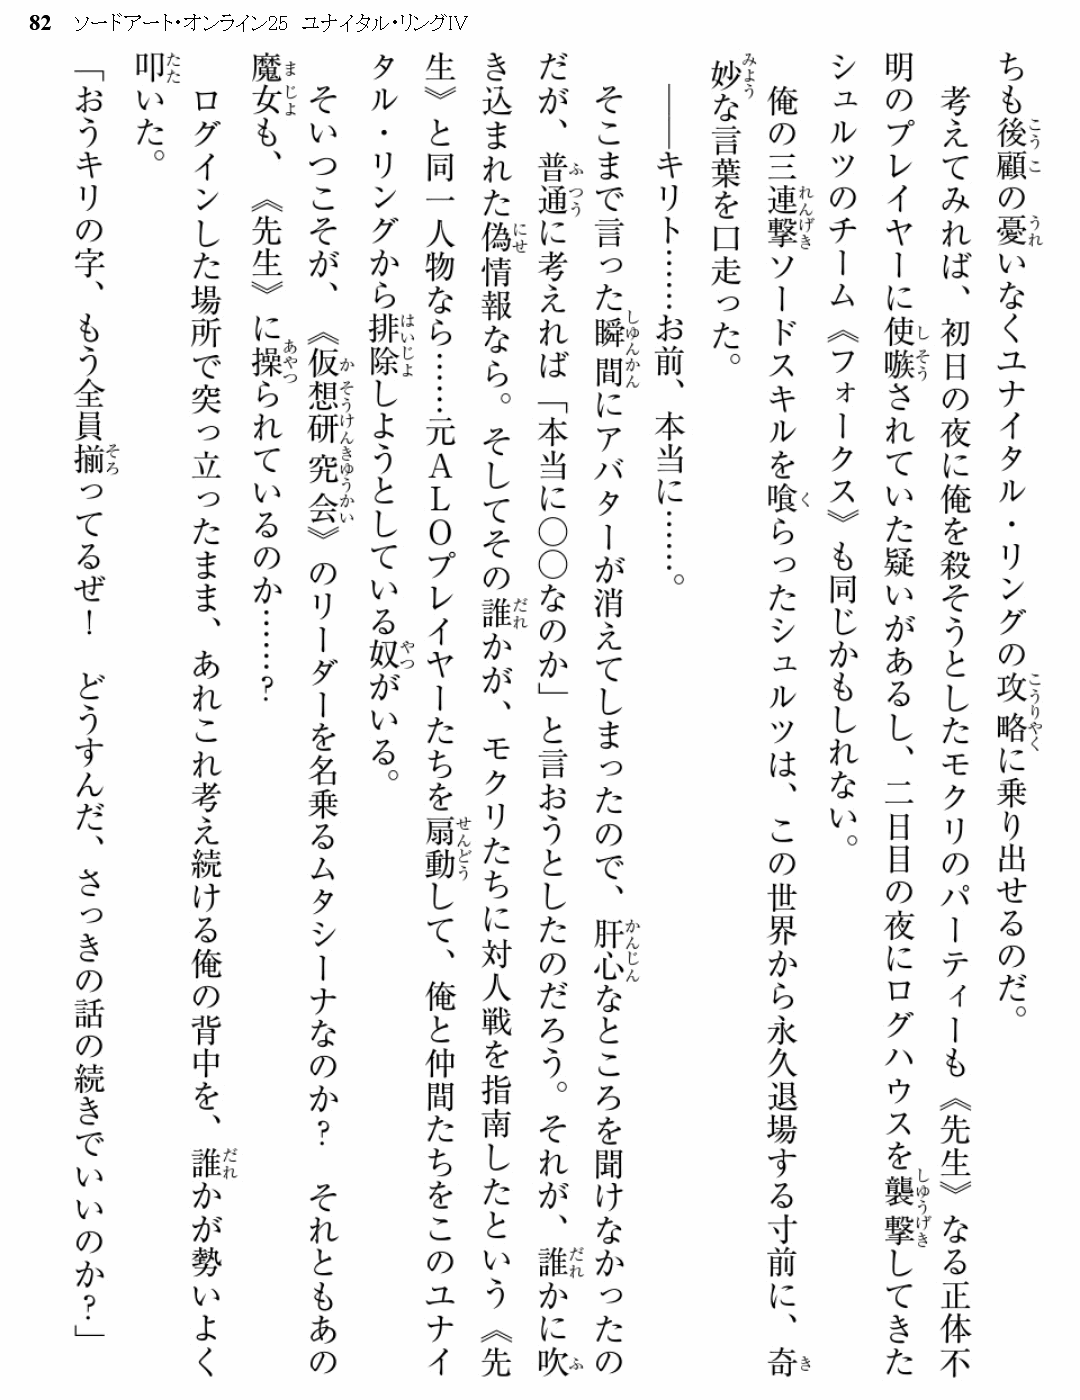 82 ソードアート・オンライン25 ユナイタル・リングⅣ
ちも後顧の憂いなくユナイタル・リングの攻略に乗り出せるのだ。
考えてみれば、初日の夜に俺を殺そうとしたモクリのパーティーも《先生》なる正体不
明のプレイヤーに使嗾されていた疑いがあるし、二日目の夜にログハウスを襲撃してきた
シュルツのチーム《フォークス》も同じかもしれない。
俺の三連撃ソードスキルを喰らったシュルツは、この世界から永久退場する寸前に、奇
妙な言葉を口走った。
――キリト……お前、本当に……。
そこまで言った瞬間にアバターが消えてしまったので、肝心なところを聞けなかったの
だが、普通に考えれば「本当に○○なのか」と言おうとしたのだろう。それが、誰かに吹
き込まれた偽情報なら。そしてその誰かが、モクリたちに対人戦を指南したという《先
生》と同一人物なら……元ＡＬＯプレイヤーたちを扇動して、俺と仲間たちをこのユナイ
タル・リングから排除しようとしている奴がいる。
そいつこそが、《仮想研究会》のリーダーを名乗るムタシーナなのか？　それともあの
魔女も、《先生》に操られているのか……？
ログインした場所で突っ立ったまま、あれこれ考え続ける俺の背中を、誰かが勢いよく
叩いた。
「おうキリの字、もう全員揃ってるぜ！　どうすんだ、さっきの話の続きでいいのか？」